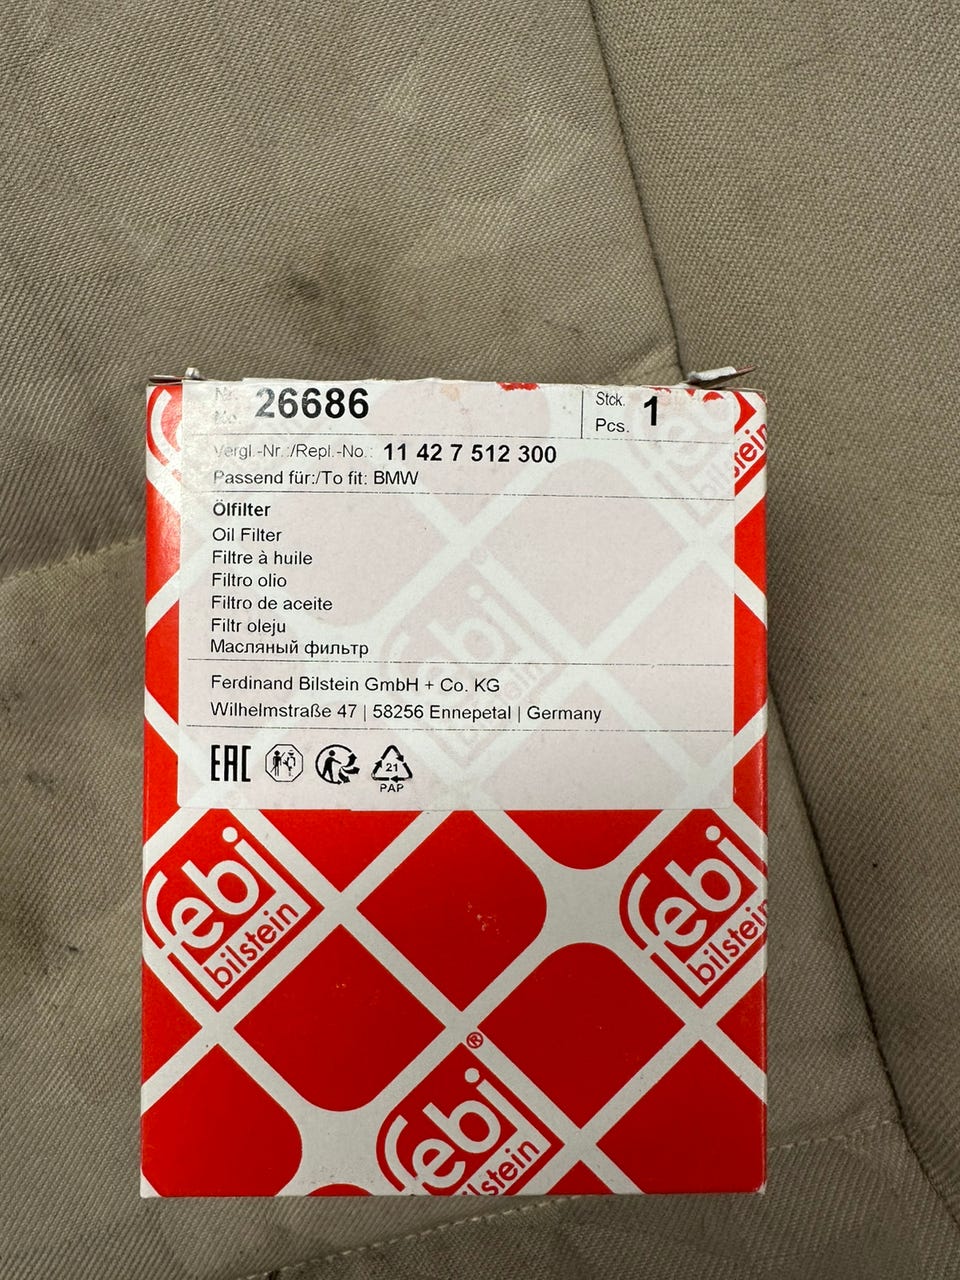 Nr.
No. 26686
Stck.
Pcs. 1
Vergl.-Nr.:/Repl.-No.: 11 42 7 512 300
Passend für:/To fit: BMW
Ölfilter
Oil Filter
Filtre à huile
Filtro olio
Filtro de aceite
Filtr oleju
Масляный фильтр
Ferdinand Bilstein GmbH + Co. KG
Wilhelmstraße 47 | 58256 Ennepetal | Germany
EAC
21
PAP
febi
bilstein
febi
bilstein
®
febi
bilstein